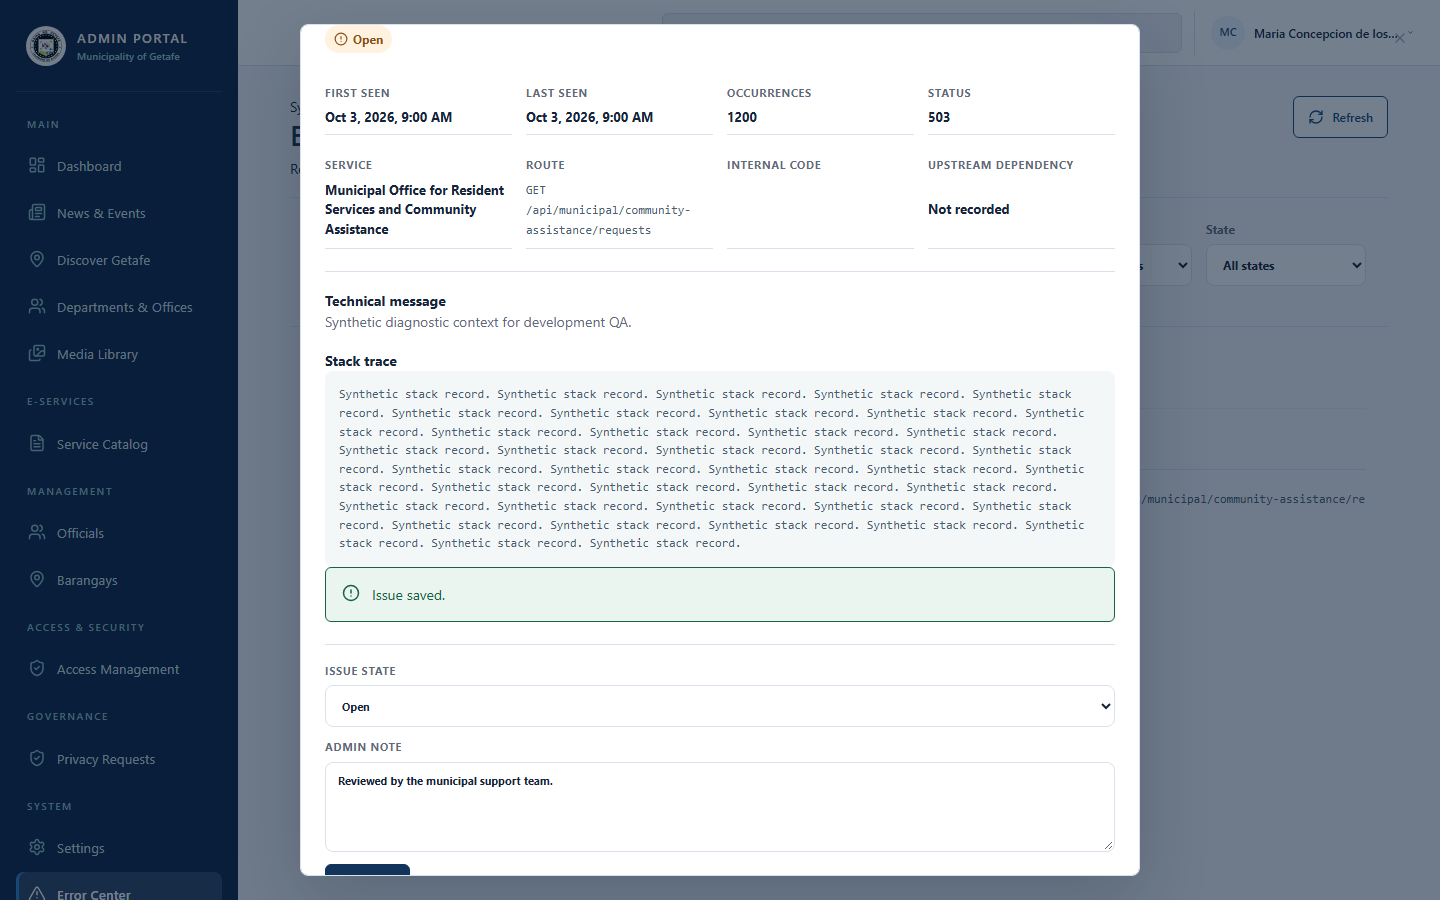 ADMIN PORTAL
Municipality of Getafe
MAIN
Dashboard
News & Events
Discover Getafe
Departments & Offices
Media Library
E-SERVICES
Service Catalog
MANAGEMENT
Officials
Barangays
ACCESS & SECURITY
Access Management
GOVERNANCE
Privacy Requests
SYSTEM
Settings
Error Center
MC
Maria Concepcion de los...
Refresh
State
All states
/municipal/community-assistance/re
Open
FIRST SEEN
Oct 3, 2026, 9:00 AM
LAST SEEN
Oct 3, 2026, 9:00 AM
OCCURRENCES
1200
STATUS
503
SERVICE
Municipal Office for Resident
Services and Community
Assistance
ROUTE
GET
/api/municipal/community-
assistance/requests
INTERNAL CODE
UPSTREAM DEPENDENCY
Not recorded
Technical message
Synthetic diagnostic context for development QA.
Stack trace
Synthetic stack record. Synthetic stack record. Synthetic stack record. Synthetic stack record. Synthetic stack
record. Synthetic stack record. Synthetic stack record. Synthetic stack record. Synthetic stack record. Synthetic
stack record. Synthetic stack record. Synthetic stack record. Synthetic stack record. Synthetic stack record.
Synthetic stack record. Synthetic stack record. Synthetic stack record. Synthetic stack record. Synthetic stack
record. Synthetic stack record. Synthetic stack record. Synthetic stack record. Synthetic stack record. Synthetic
stack record. Synthetic stack record. Synthetic stack record. Synthetic stack record. Synthetic stack record.
Synthetic stack record. Synthetic stack record. Synthetic stack record. Synthetic stack record. Synthetic stack
record. Synthetic stack record. Synthetic stack record. Synthetic stack record. Synthetic stack record. Synthetic
stack record. Synthetic stack record. Synthetic stack record.
Issue saved.
ISSUE STATE
Open
ADMIN NOTE
Reviewed by the municipal support team.